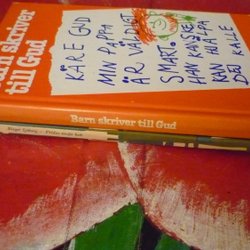 Barn skriver
till Gud
KÄRE GUD
MIN PAPPA
ÄR VÄLDIGT
SMART.
HAN KANSKE
KAN HJÄLPA
DEJ KALLE
Barn skriver till Gud